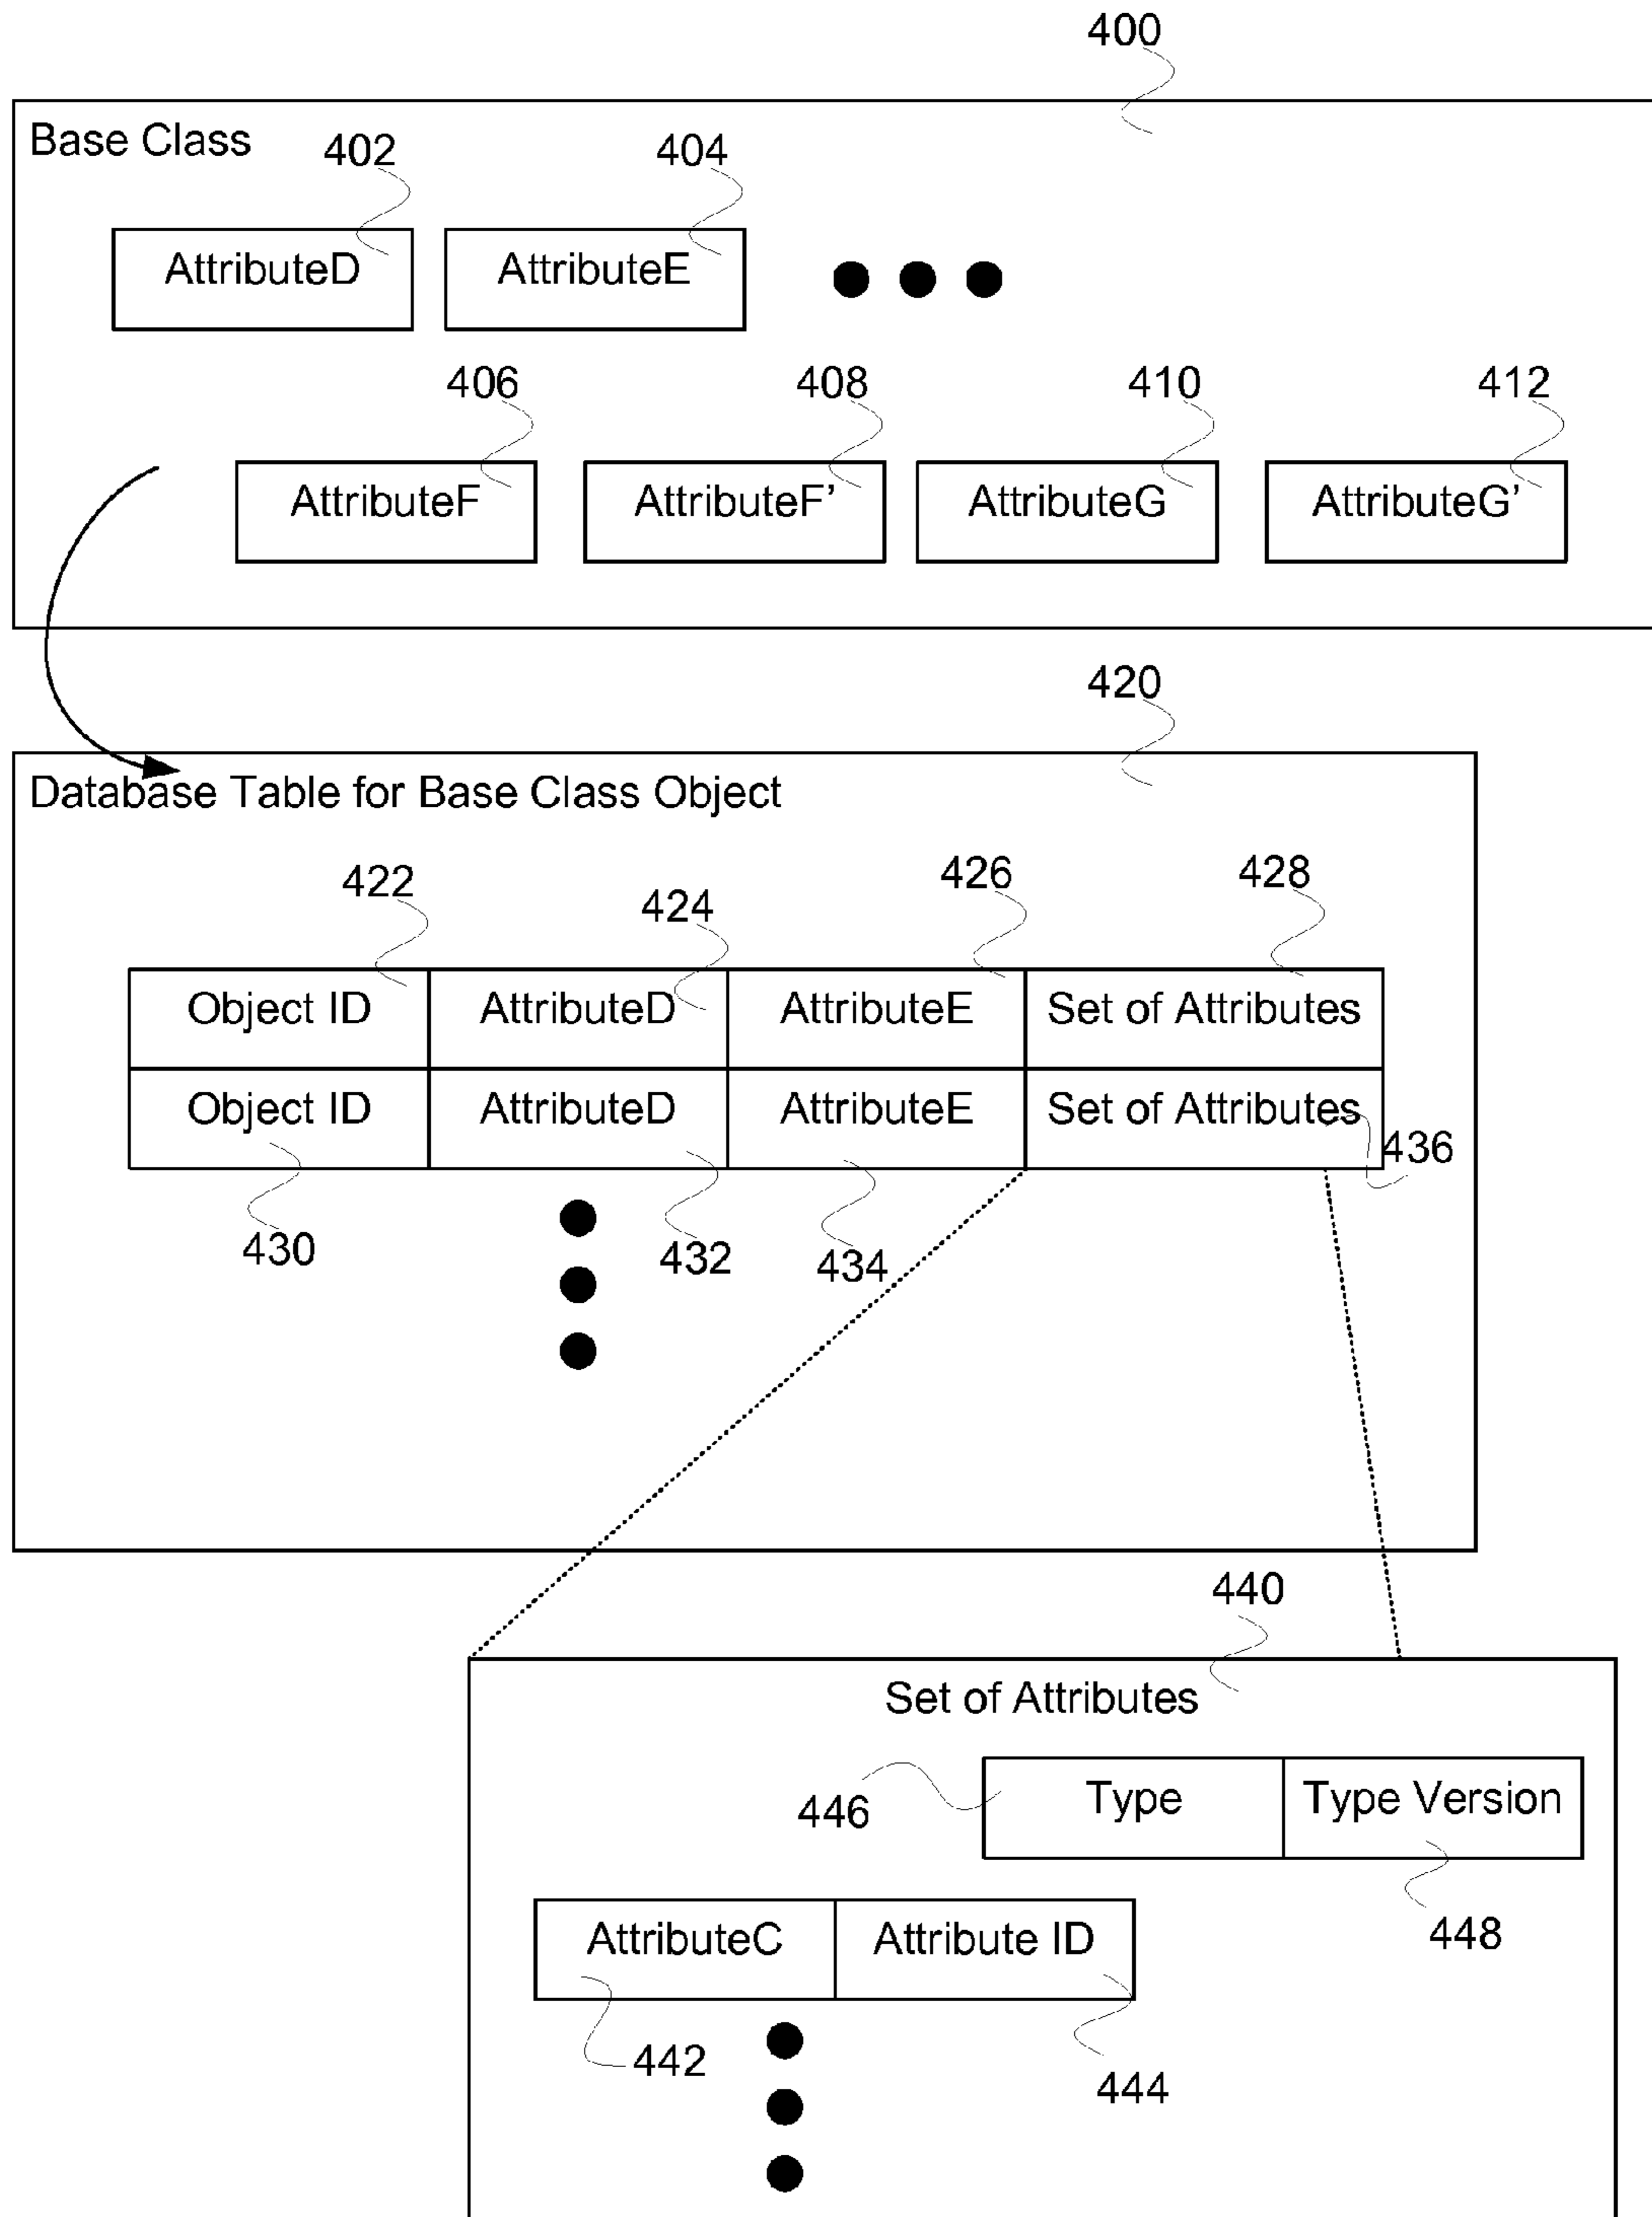 400
Base Class
402
404
AttributeD
AttributeE
406
408
410
412
AttributeF
AttributeF’
AttributeG
AttributeG’
420
Database Table for Base Class Object
422
424
426
428
Object ID
AttributeD
AttributeE
Set of Attributes
Object ID
AttributeD
AttributeE
Set of Attributes
436
430
432
434
440
Set of Attributes
446
Type
Type Version
448
AttributeC
Attribute ID
442
444